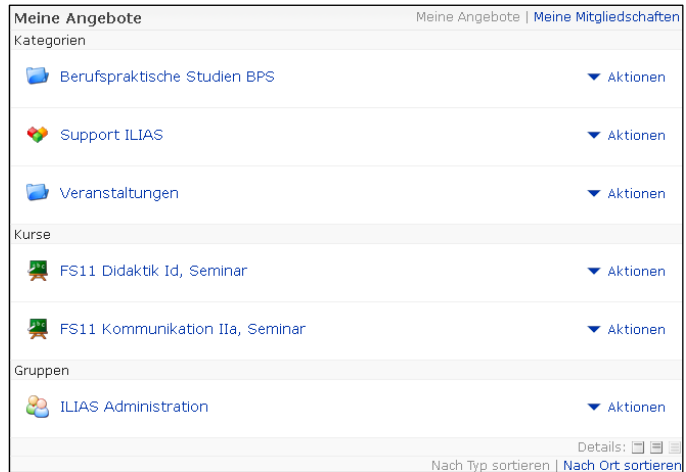 Meine Angebote Meine Angebote | Meine Mitgliedschaften
Kategorien
Berufspraktische Studien BPS Aktionen
Support ILIAS Aktionen
Veranstaltungen Aktionen
Kurse
FS11 Didaktik Id, Seminar Aktionen
FS11 Kommunikation IIa, Seminar Aktionen
Gruppen
ILIAS Administration Aktionen
Details:
Nach Typ sortieren | Nach Ort sortieren